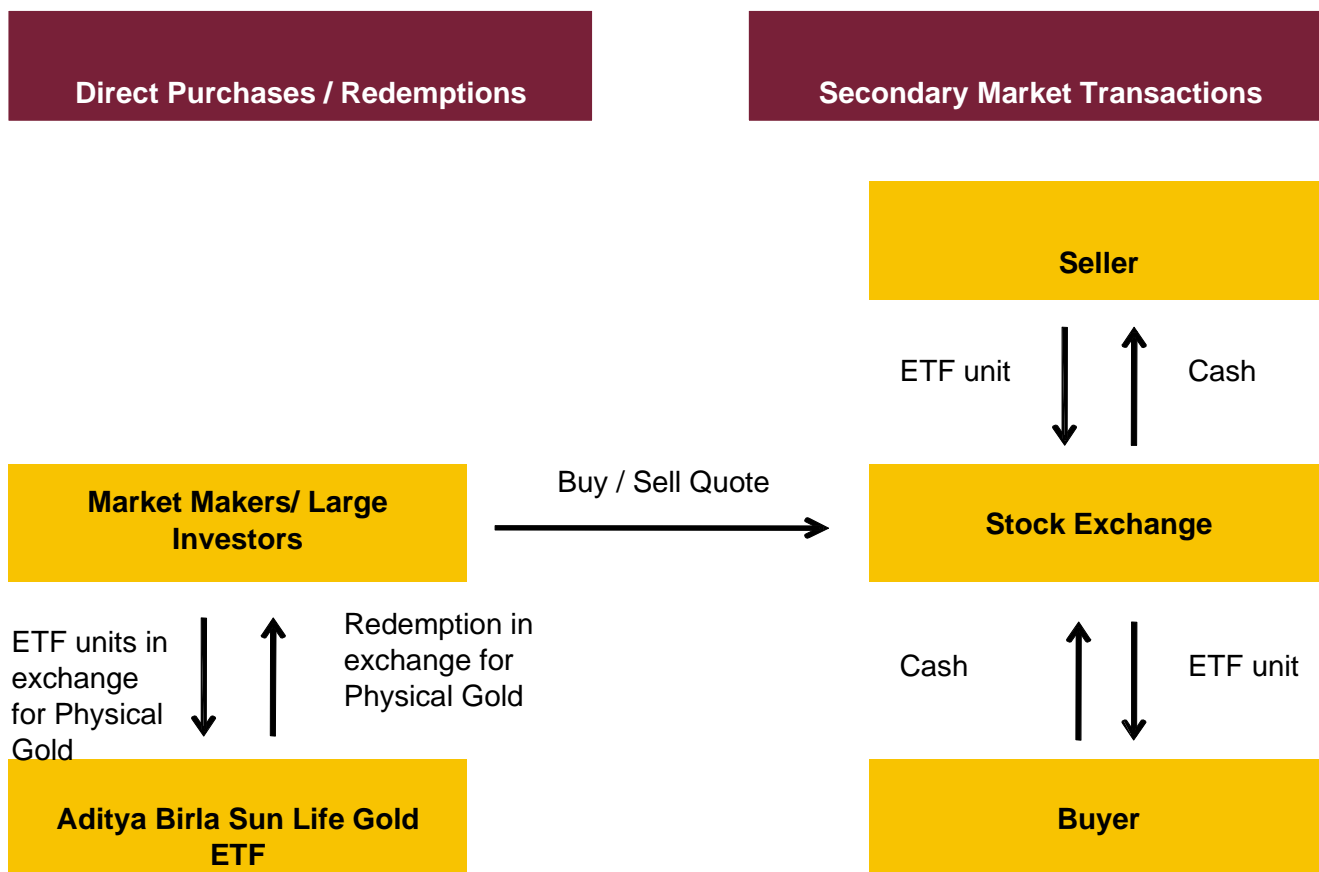 Direct Purchases / Redemptions
Secondary Market Transactions
Seller
ETF unit
Cash
Market Makers/ Large
Investors
Buy / Sell Quote
Stock Exchange
ETF units in
exchange
for Physical
Gold
Redemption in
exchange for
Physical Gold
Cash
ETF unit
Aditya Birla Sun Life Gold
ETF
Buyer